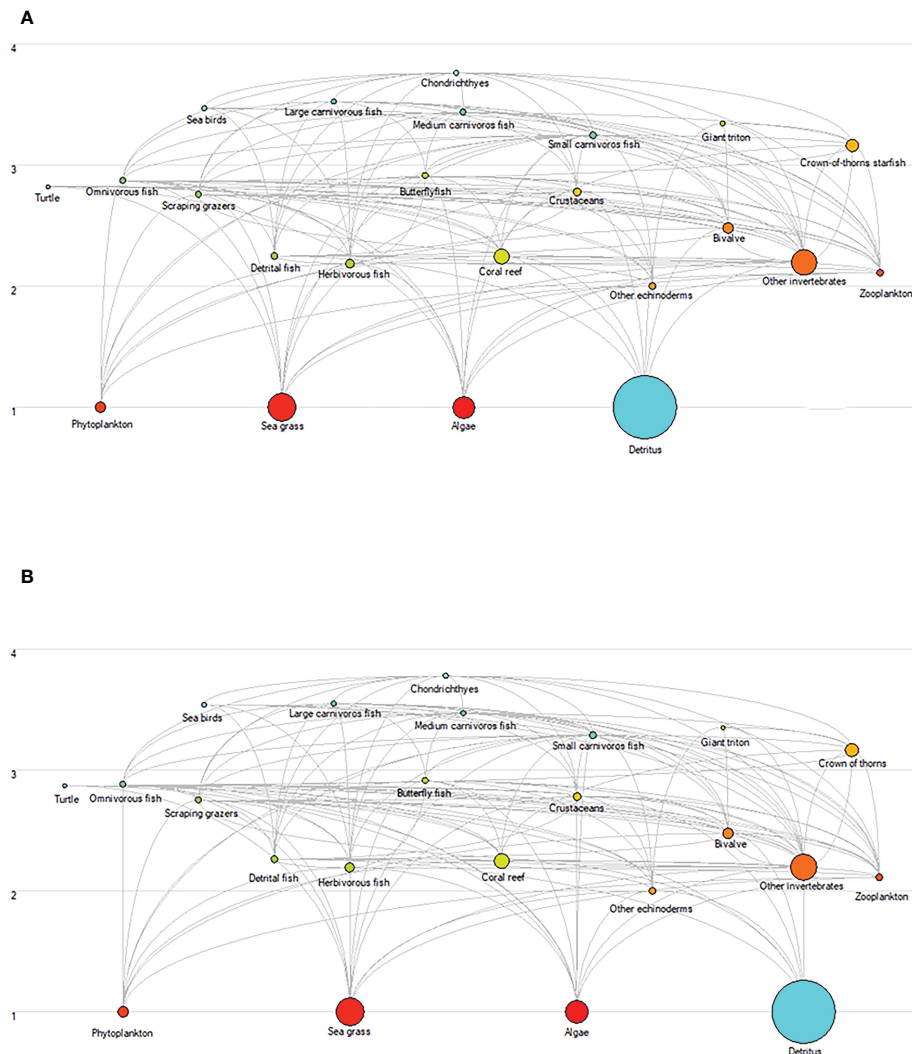 A
4
Chondrichthyes
Large carnivorous fish
Sea birds
Medium carnivoros fish
Giant triton
Small carnivoros fish
Crown-of-thorns starfish
3
Omnivorous fish
Butterflyfish
Turtle
Scraping grazers
Crustaceans
Bivalve
Detrital fish
Herbivorous fish
Coral reef
Other invertebrates
2
Other echinoderms
Zooplankton
1
Phytoplankton
Sea grass
Algae
Detritus
B
4
Chondrichthyes
Sea birds
Large carnivoros fish
Medium carnivoros fish
Giant triton
Small carnivoros fish
Crown of thorns
3
Turtle
Omnivorous fish
Butterfly fish
Scraping grazers
Crustaceans
Bivalve
Detrital fish
Herbivorous fish
Coral reef
Other invertebrates
2
Zooplankton
Other echinoderms
1
Phytoplankton
Sea grass
Algae
Detritus